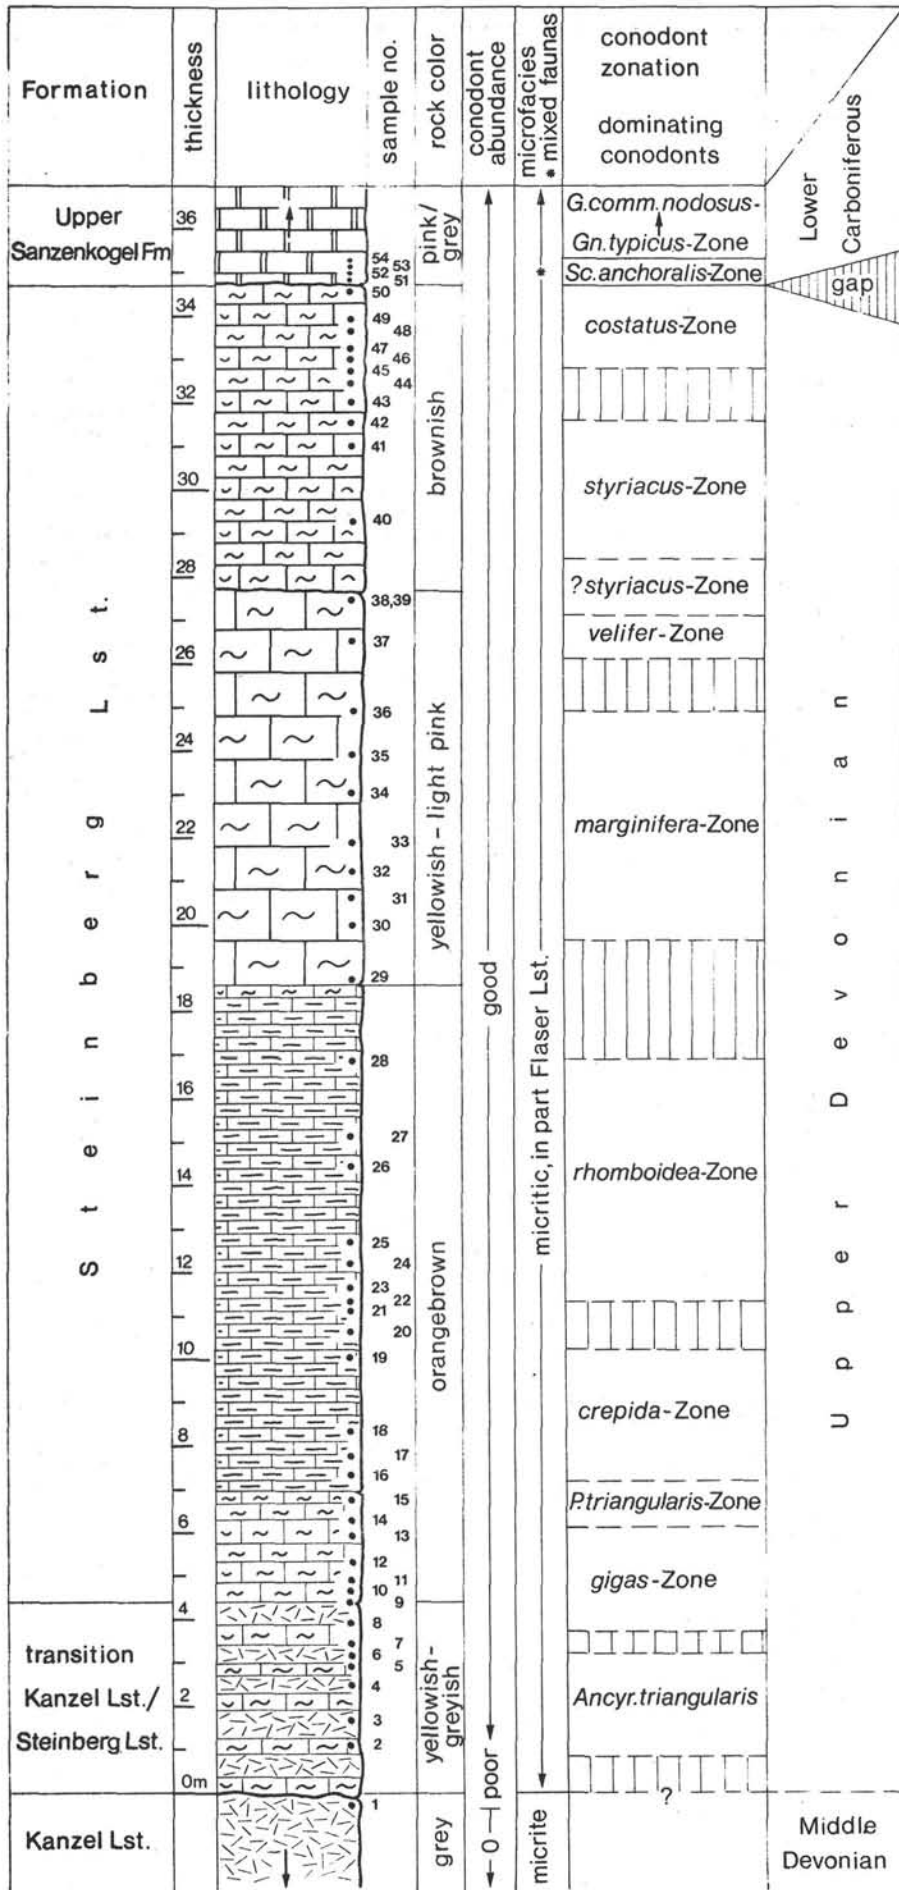 Formation
thickness
lithology
sample no.
rock color
conodont
abundance
microfacies
• mixed faunas
conodont
zonation
dominating
conodonts
Lower
Carboniferous
Upper
Sanzenkogel Fm
36
54
53
52
51
pink/
grey
*
G.comm.nodosus-
Gn.typicus-Zone
Sc.anchoralis-Zone
gap
Steinberg Lst.
34
32
30
28
26
24
22
20
18
16
14
12
10
8
6
50
49
48
47
46
45
44
43
42
41
40
38,39
37
36
35
34
33
32
31
30
29
28
27
26
25
24
23
22
21
20
19
18
17
16
15
14
13
12
11
10
9
brownish
yellowish - light pink
orangebrown
good
micritic, in part Flaser Lst.
costatus-Zone
styriacus-Zone
? styriacus-Zone
velifer-Zone
marginifera-Zone
rhomboidea-Zone
crepida-Zone
P.triangularis-Zone
gigas-Zone
Upper Devonian
transition
Kanzel Lst./
Steinberg Lst.
4
2
0m
8
7
6
5
4
3
2
yellowish-
greyish
Ancyr.triangularis
?
Kanzel Lst.
1
grey
0
poor
micrite
Middle
Devonian